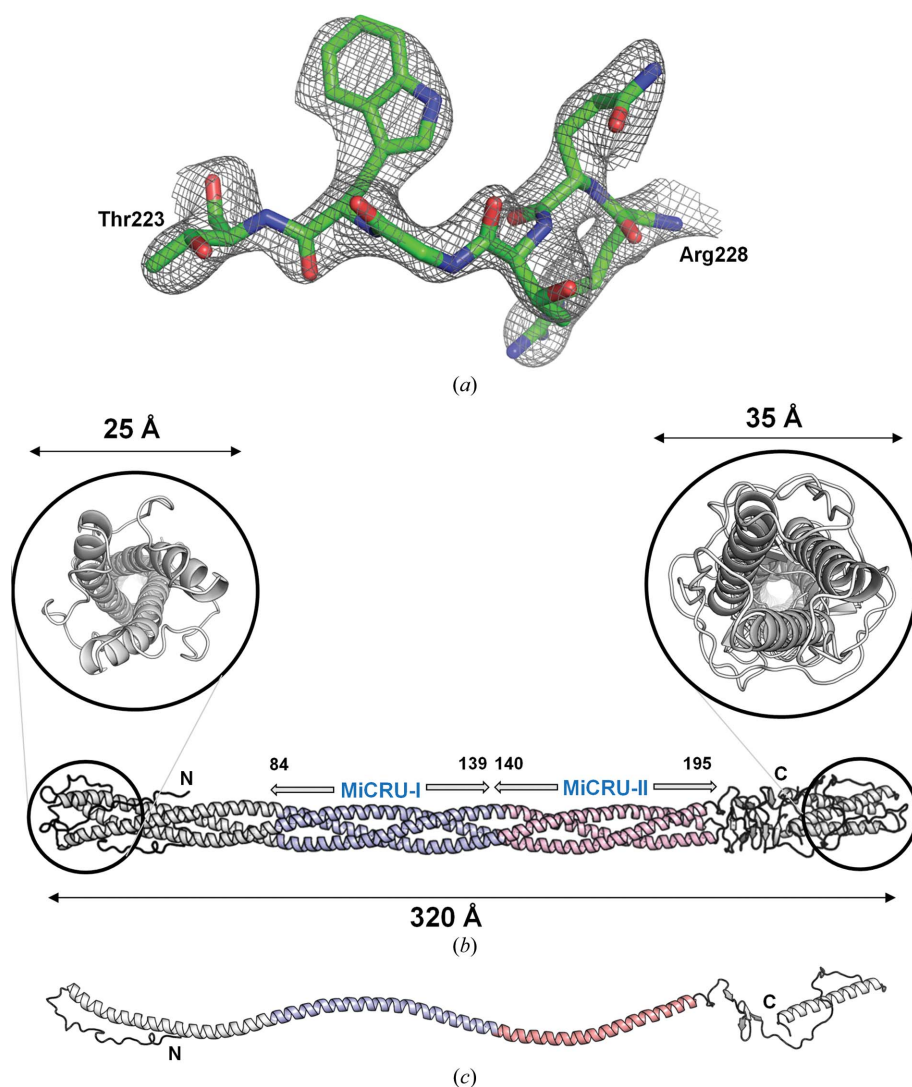 Thr223
Arg228
(a)
25 Å
35 Å
84
139
140
195
MiCRU-I
MiCRU-II
N
C
320 Å
(b)
C
N
(c)